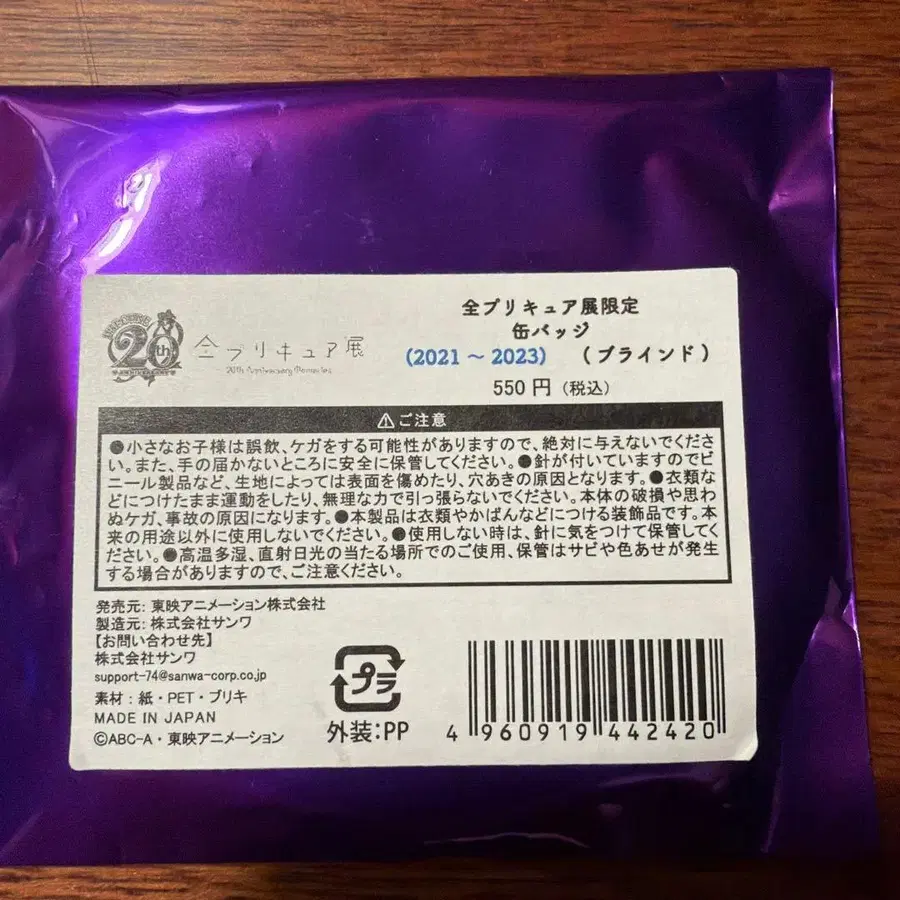 全プリキュア展限定
缶バッジ
(2021 ~ 2023) (ブラインド)
550 円 (税込)
20th
ANNIVERSARY
全プリキュア展
20th Anniversary Memories
⚠ご注意
●小さなお子様は誤飲、ケガをする可能性がありますので、絶対に与えないでくださ
い。また、手の届かないところに安全に保管してください。●針が付いていますのでビ
ニール製品など、生地によっては表面を傷めたり、穴あきの原因となります。●衣類な
どにつけたまま運動をしたり、無理な力で引っ張らないでください。本体の破損や思わ
ぬケガ、事故の原因になります。●本製品は衣類やかばんなどにつける装飾品です。本
来の用途以外に使用しないでください。●使用しない時は、針に気をつけて保管してく
ださい。●高温多湿、直射日光の当たる場所でのご使用、保管はサビや色あせが発生
する場合がありますので、ご注意ください。
発売元: 東映アニメーション株式会社
製造元: 株式会社サンワ
【お問い合わせ先】
株式会社サンワ
support-74@sanwa-corp.co.jp
素材:紙・PET・ブリキ
MADE IN JAPAN
©ABC-A・東映アニメーション
プラ
外装:PP
4 960919 442420